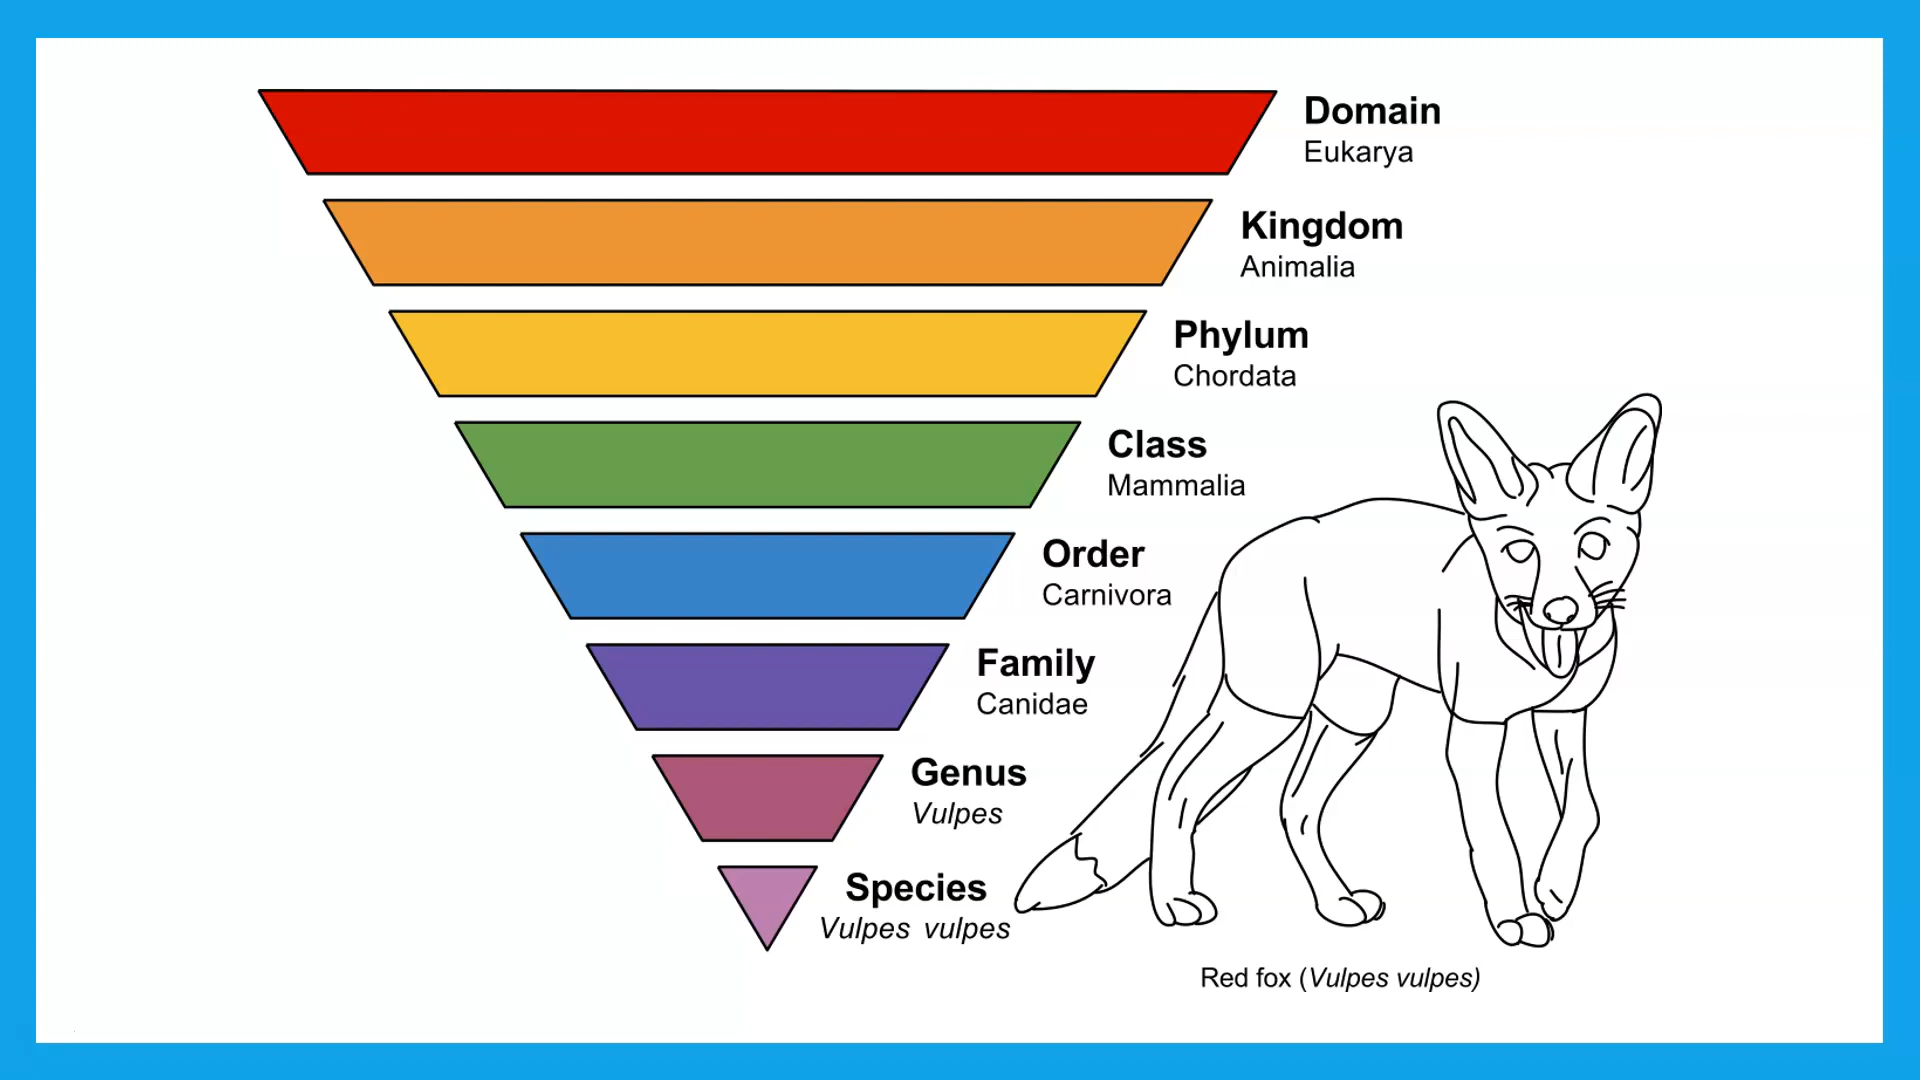 Domain
Eukarya
Kingdom
Animalia
Phylum
Chordata
Class
Mammalia
Order
Carnivora
Family
Canidae
Genus
Vulpes
Species
Vulpes vulpes
Red fox (Vulpes vulpes)